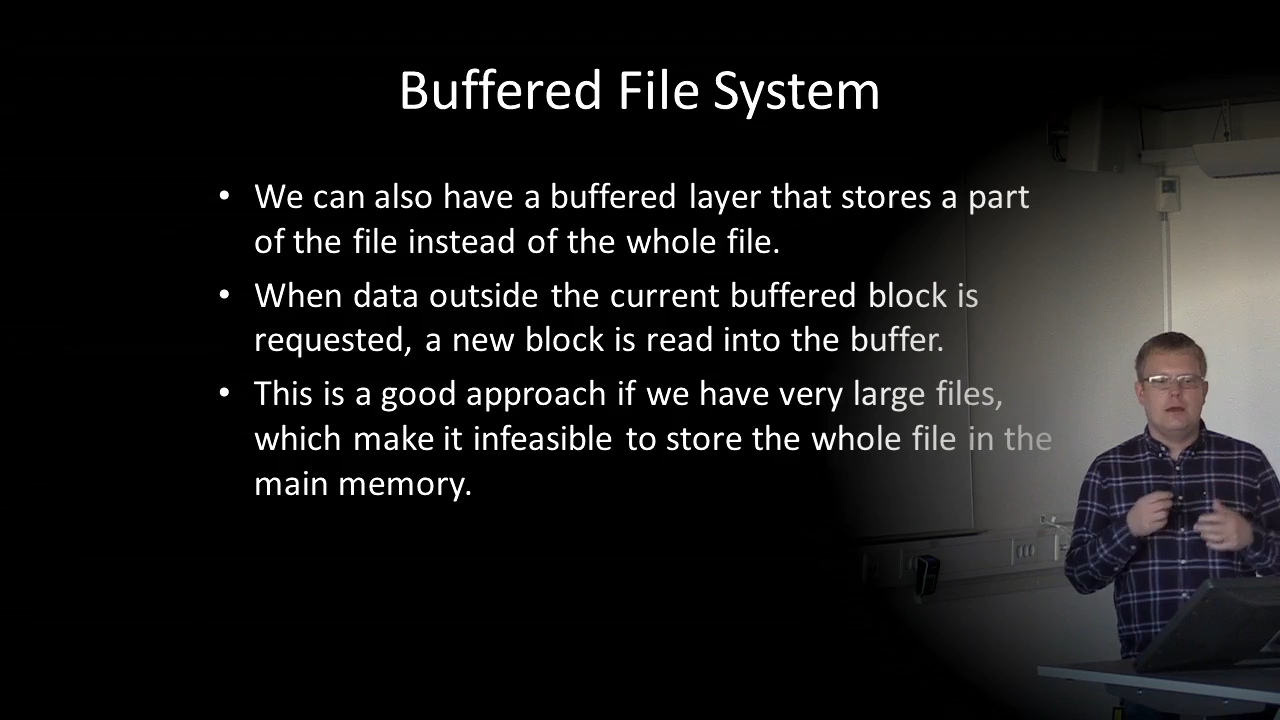 Buffered File System
• We can also have a buffered layer that stores a part
of the file instead of the whole file.
• When data outside the current buffered block is
requested, a new block is read into the buffer.
• This is a good approach if we have very large files,
which make it infeasible to store the whole file in the
main memory.